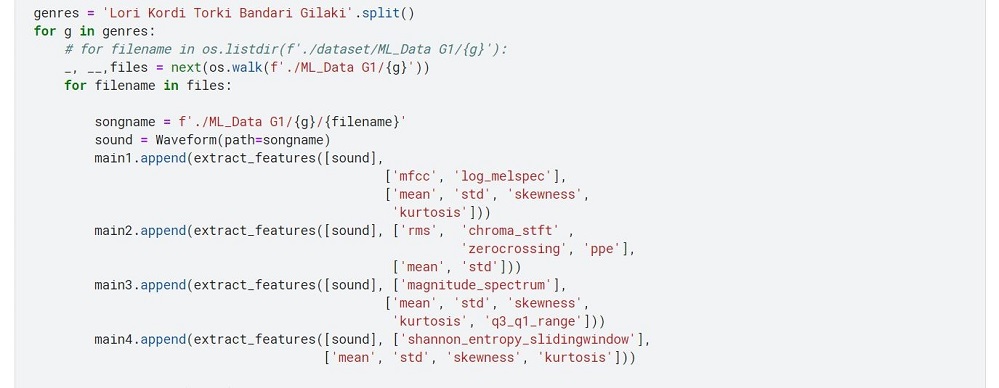 genres = 'Lori Kordi Torki Bandari Gilaki'.split()
for g in genres:
    # for filename in os.listdir(f'./dataset/ML_Data G1/{g}'):
    _, __,files = next(os.walk(f'./ML_Data G1/{g}'))
    for filename in files:

        songname = f'./ML_Data G1/{g}/{filename}'
        sound = Waveform(path=songname)
        main1.append(extract_features([sound],
                                              ['mfcc', 'log_melspec'],
                                              ['mean', 'std', 'skewness',
                                               'kurtosis']))
        main2.append(extract_features([sound], ['rms',  'chroma_stft' ,
                                                        'zerocrossing', 'ppe'],
                                               ['mean', 'std']))
        main3.append(extract_features([sound], ['magnitude_spectrum'],
                                              ['mean', 'std', 'skewness',
                                               'kurtosis', 'q3_q1_range']))
        main4.append(extract_features([sound], ['shannon_entropy_slidingwindow'],
                                      ['mean', 'std', 'skewness', 'kurtosis']))